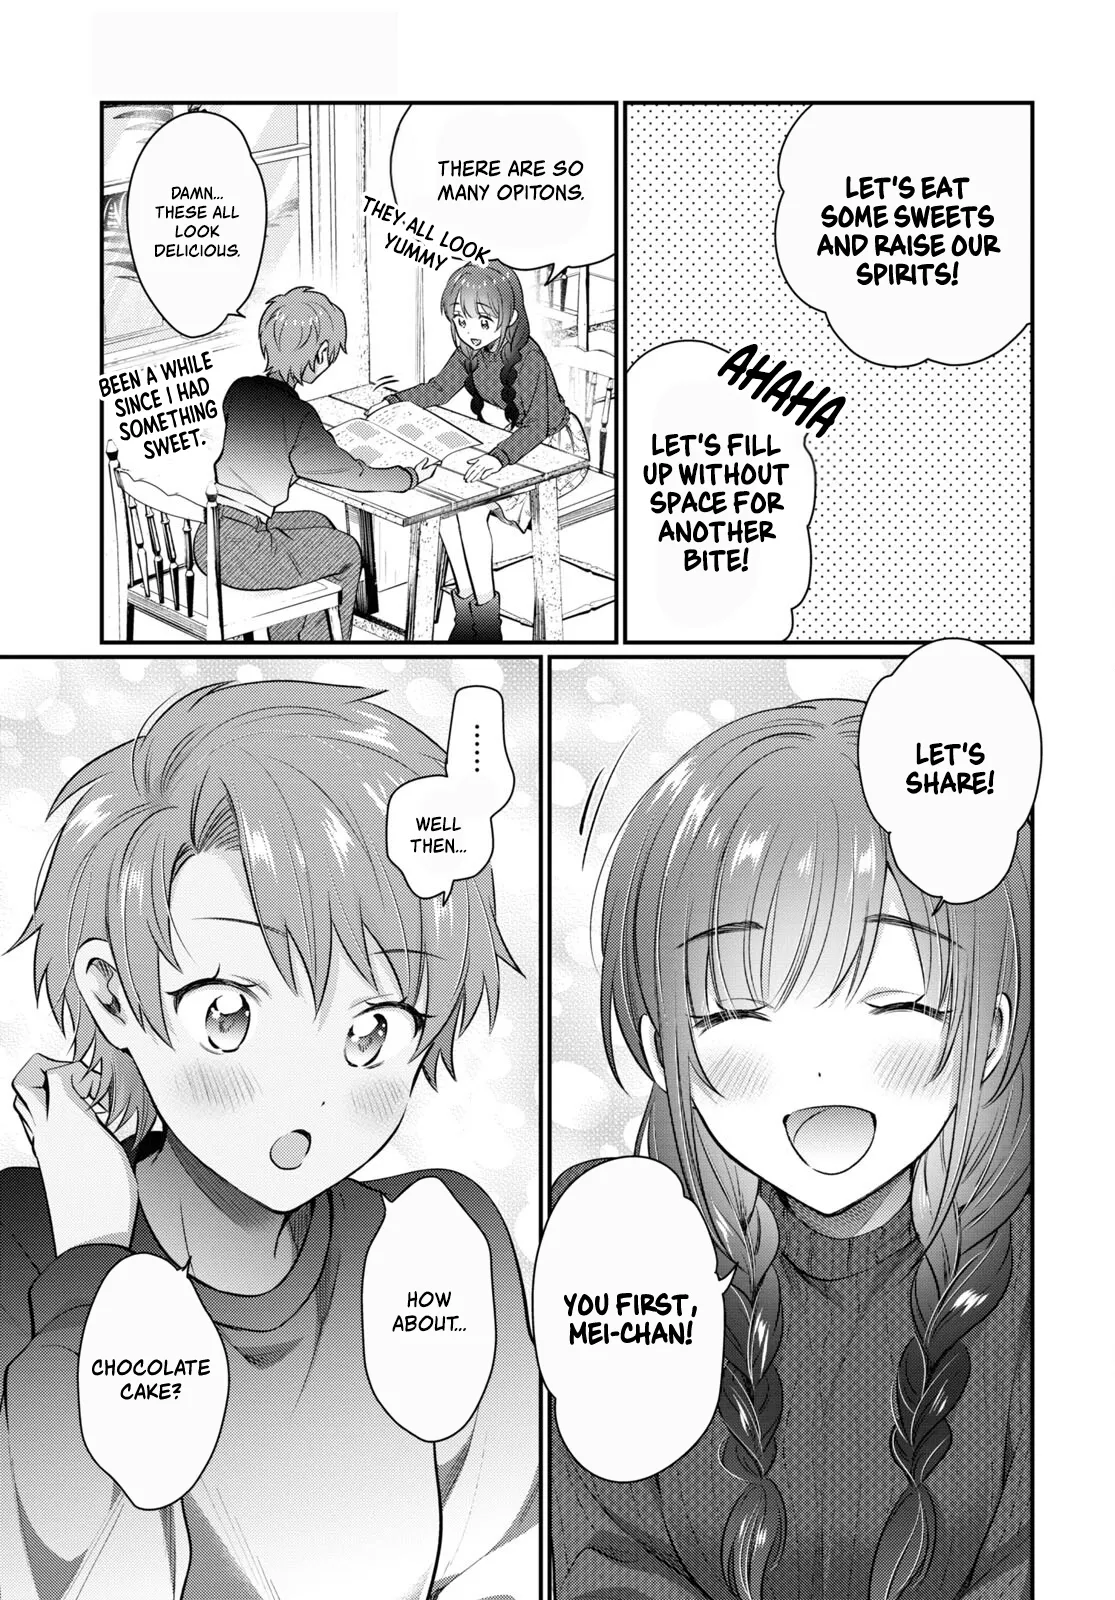 LET'S EAT
SOME SWEETS
AND RAISE OUR
SPIRITS!
AHAHA
LET'S FILL
UP WITHOUT
SPACE FOR
ANOTHER
BITE!
THERE ARE SO
MANY OPITONS.
THEY ALL LOOK
YUMMY
DAMN...
THESE ALL
LOOK
DELICIOUS.
BEEN A WHILE
SINCE I HAD
SOMETHING
SWEET.
LET'S
SHARE!
YOU FIRST,
MEI-CHAN!
......
WELL
THEN...
HOW
ABOUT...
CHOCOLATE
CAKE?